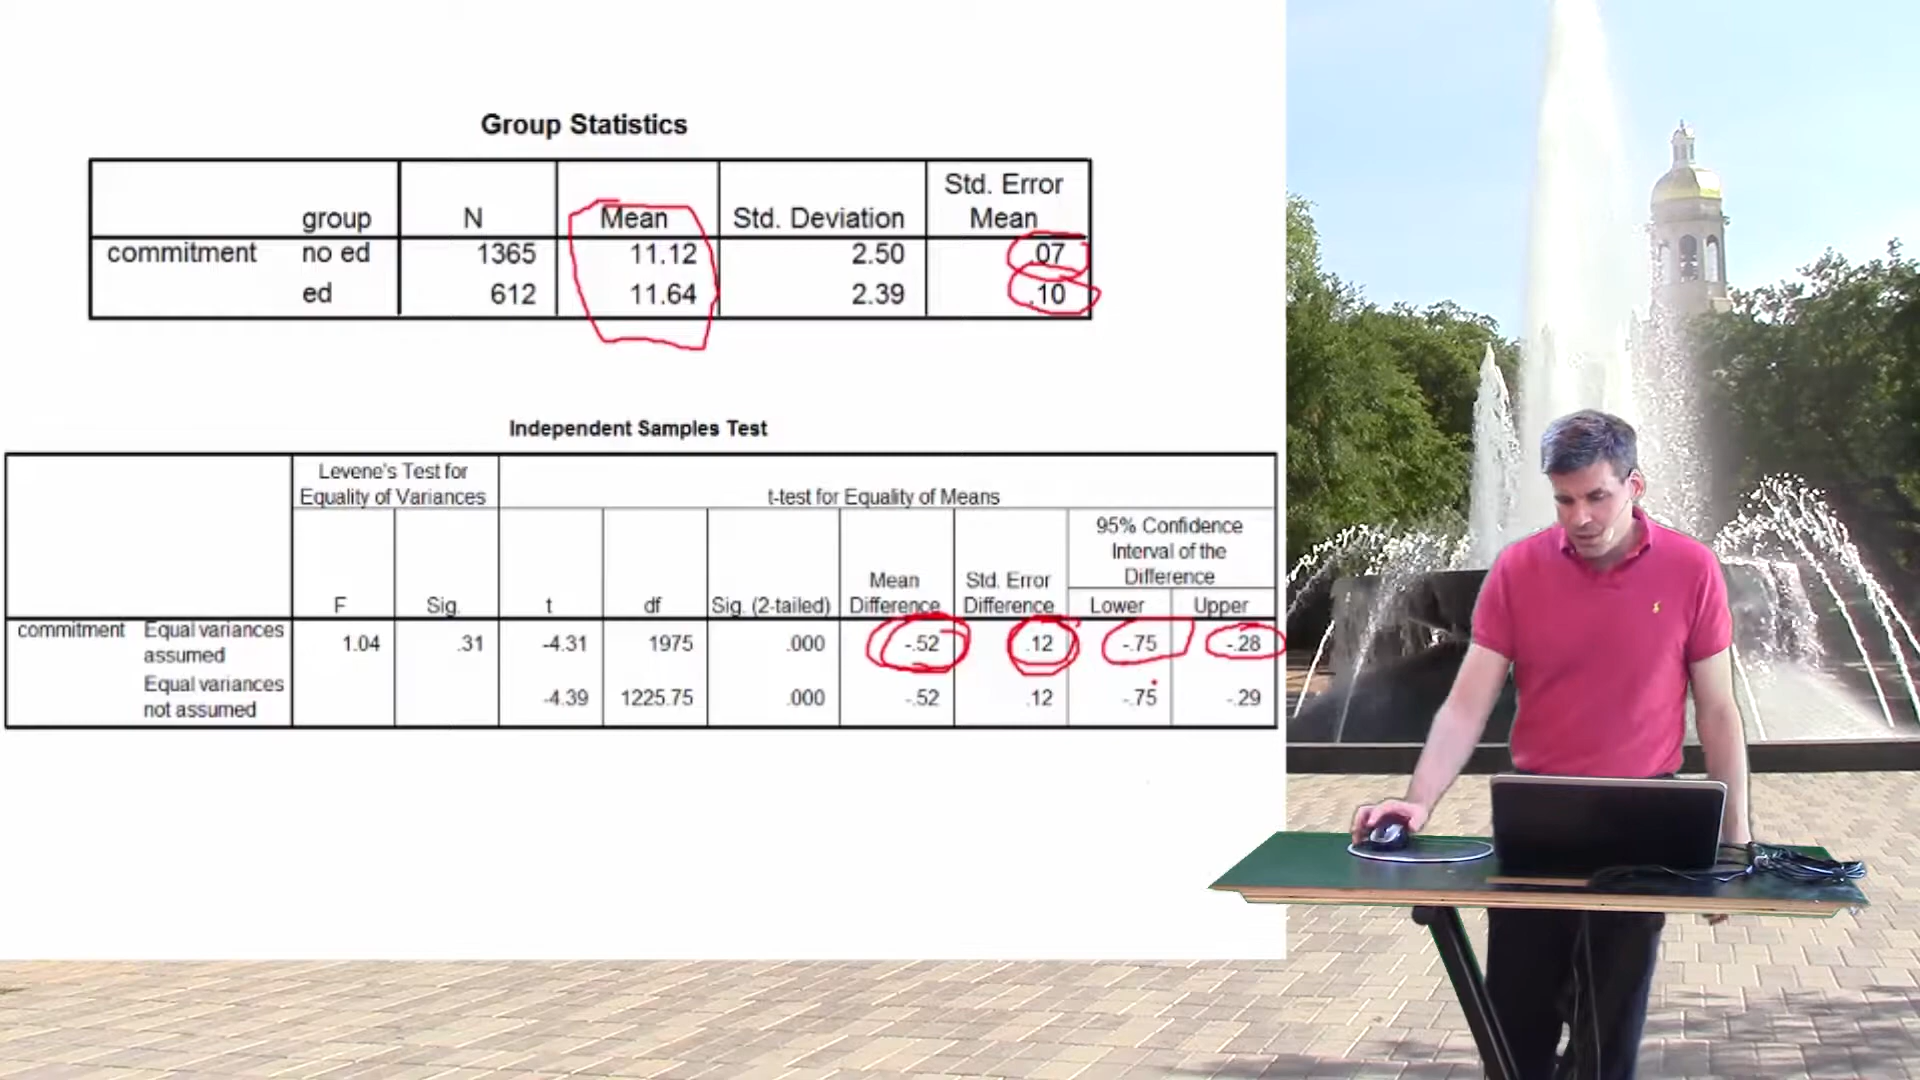 Group Statistics
group N Mean Std. Deviation Std. Error Mean
commitment no ed 1365 11.12 2.50 .07
ed 612 11.64 2.39 .10
Independent Samples Test
Levene's Test for Equality of Variances
t-test for Equality of Means
95% Confidence Interval of the Difference
F Sig. t df Sig. (2-tailed) Mean Difference Std. Error Difference Lower Upper
commitment Equal variances assumed 1.04 .31 -4.31 1975 .000 -.52 .12 -.75 -.28
Equal variances not assumed -4.39 1225.75 .000 -.52 .12 -.75 -.29